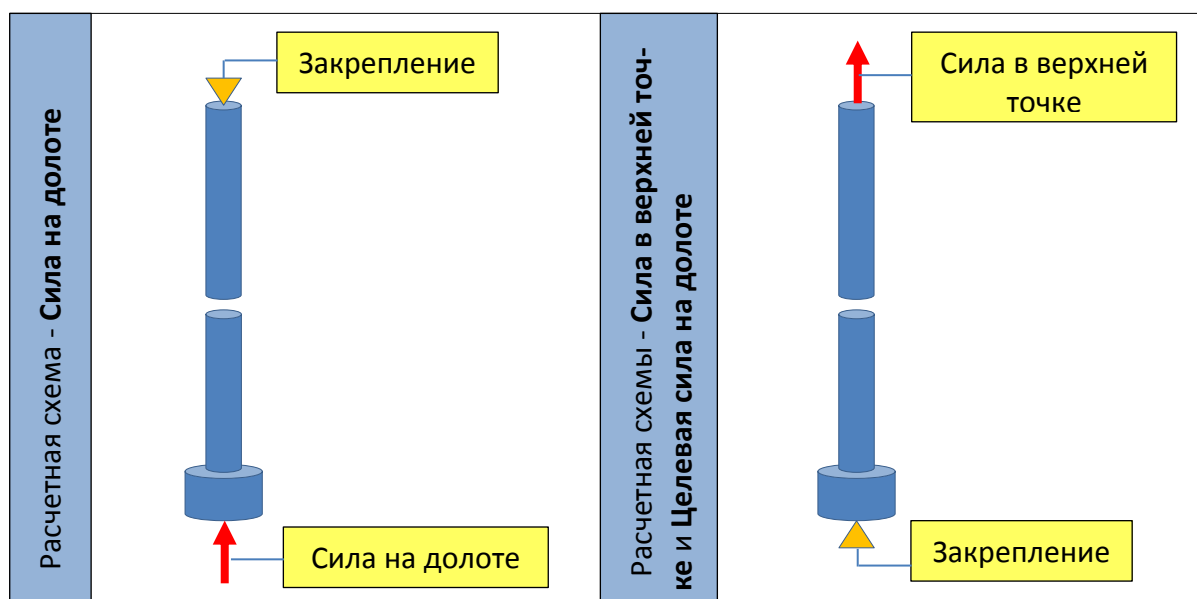 Расчетная схема - Сила на долоте
Закрепление
Сила на долоте
Расчетная схемы - Сила в верхней точ-
ке и Целевая сила на долоте
Сила в верхней
точке
Закрепление